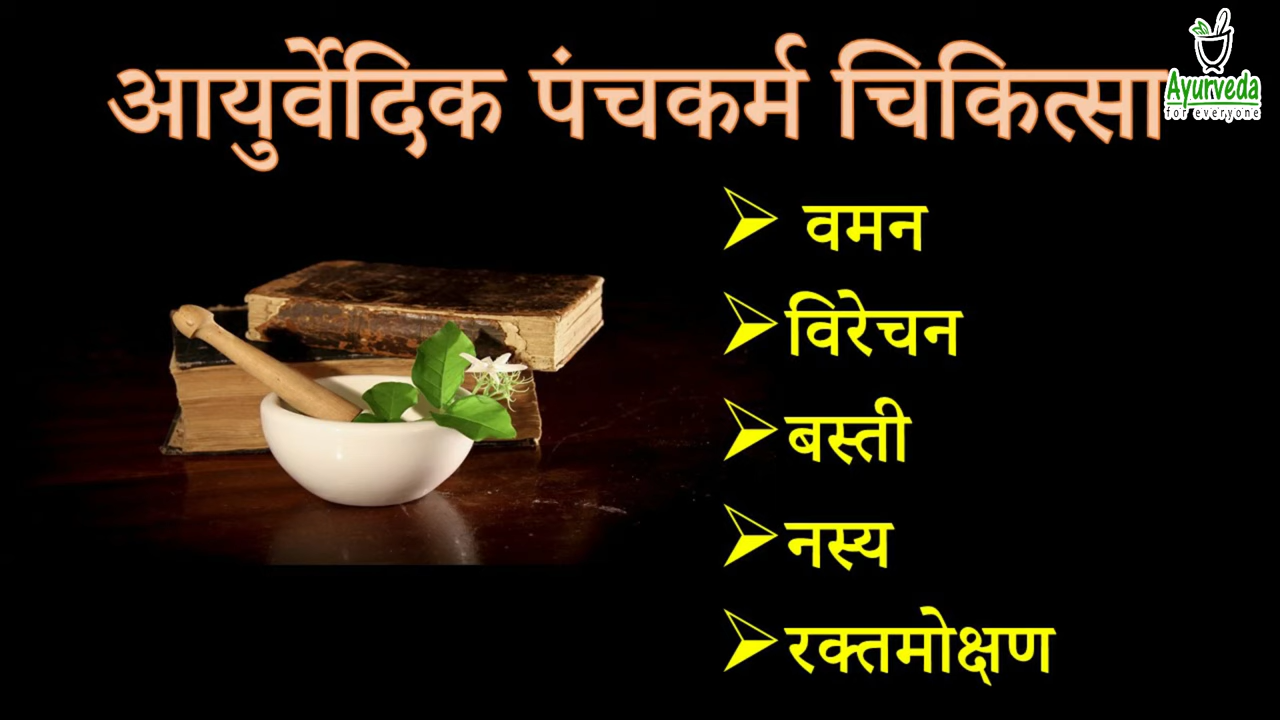 आयुर्वेदिक पंचकर्म चिकित्सा
Ayurveda
for everyone
वमन
विरेचन
बस्ती
नस्य
रक्तमोक्षण